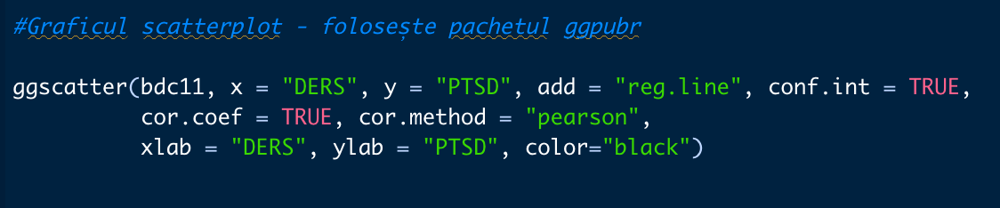 #Graficul scatterplot - folosește pachetul ggpubr
ggscatter(bdc11, x = "DERS", y = "PTSD", add = "reg.line", conf.int = TRUE,
cor.coef = TRUE, cor.method = "pearson",
xlab = "DERS", ylab = "PTSD", color="black")